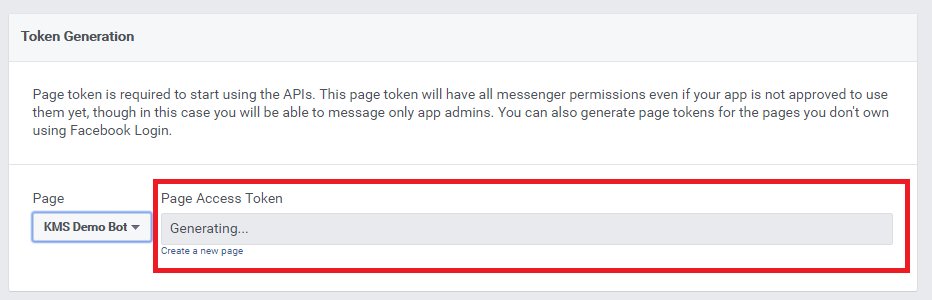 Token Generation
Page token is required to start using the APIs. This page token will have all messenger permissions even if your app is not approved to use
them yet, though in this case you will be able to message only app admins. You can also generate page tokens for the pages you don't own
using Facebook Login.
Page
Page Access Token
KMS Demo Bot
Generating...
Create a new page